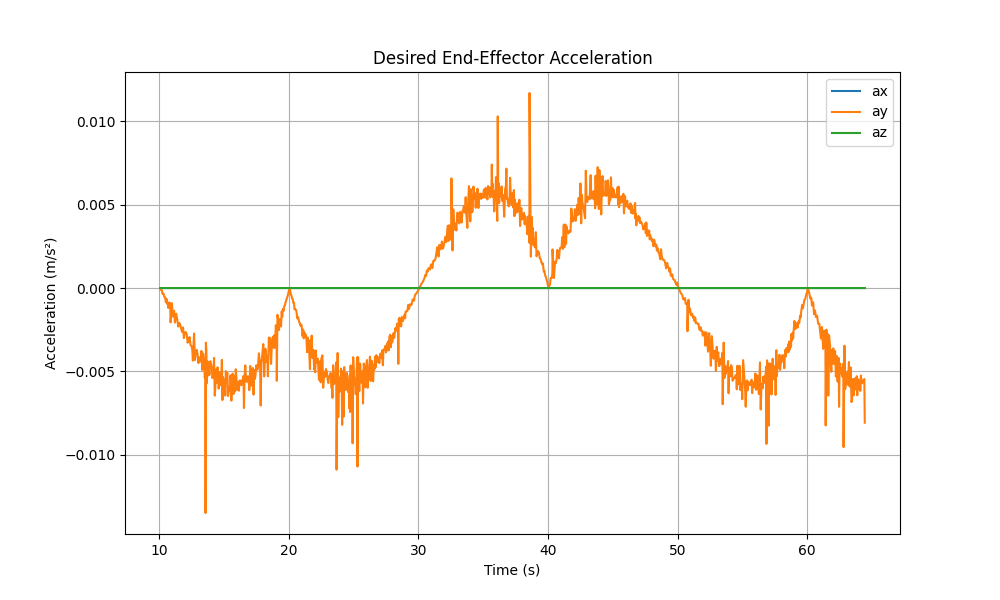 Desired End-Effector Acceleration
ax
ay
az
0.010
0.005
0.000
−0.005
−0.010
Acceleration (m/s²)
10 20 30 40 50 60
Time (s)